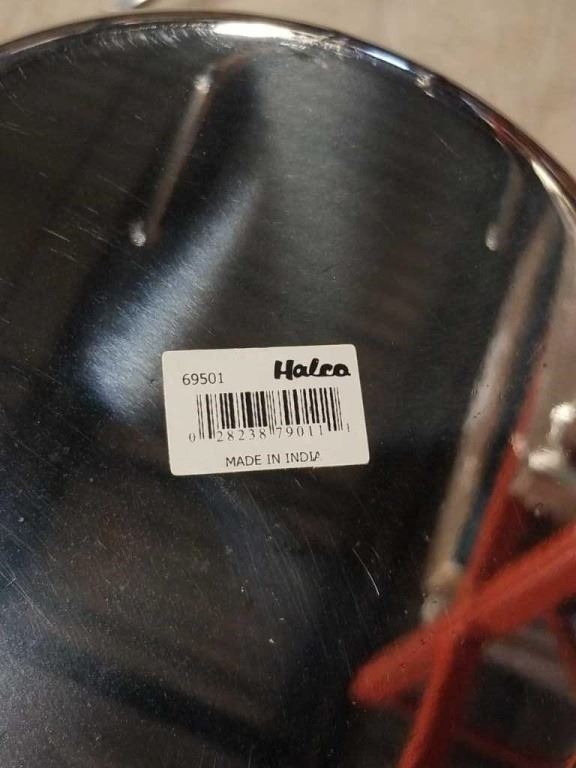 69501 Halco
0 28238 79011 1
MADE IN INDIA